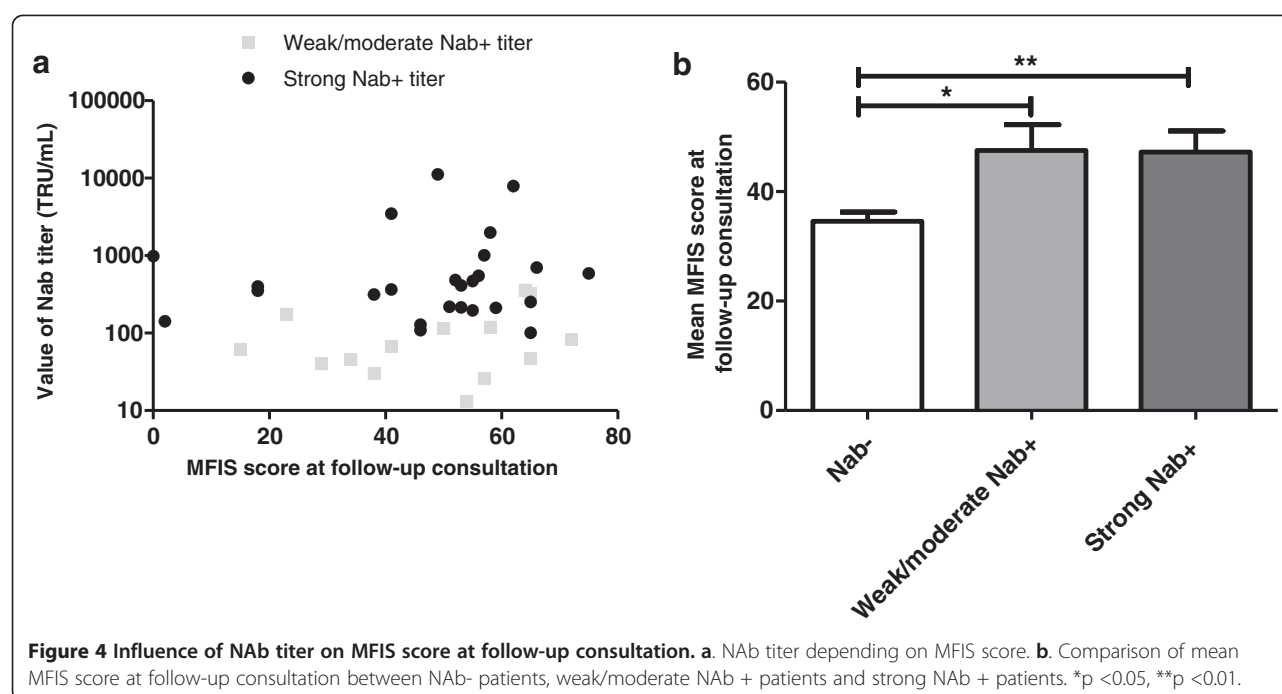 a
Weak/moderate Nab+ titer
Strong Nab+ titer
Value of Nab titer (TRU/mL)
100000
10000
1000
100
10
0 20 40 60 80
MFIS score at follow-up consultation
b
Mean MFIS score at
follow-up consultation
60
40
20
0
*
**
Nab-
Weak/moderate Nab+
Strong Nab+
Figure 4 Influence of NAb titer on MFIS score at follow-up consultation. a. NAb titer depending on MFIS score. b. Comparison of mean
MFIS score at follow-up consultation between NAb- patients, weak/moderate NAb + patients and strong NAb + patients. *p <0.05, **p <0.01.